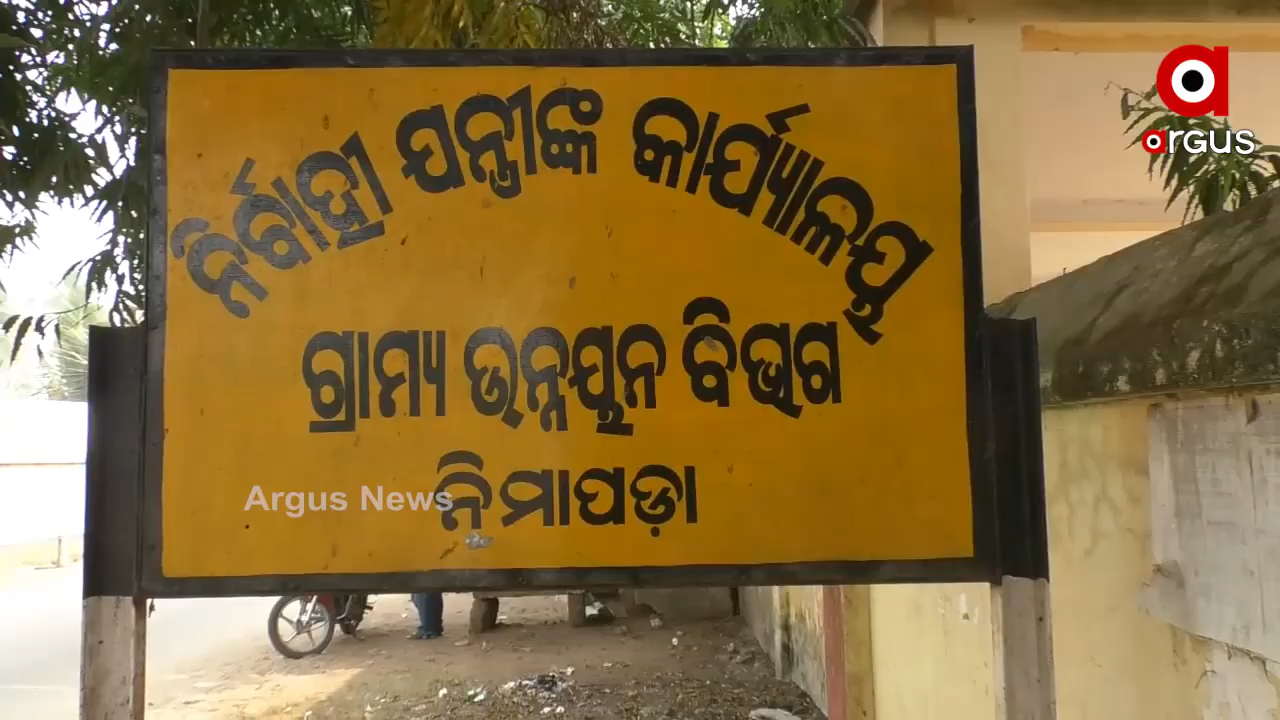 ନିର୍ବାହୀ ଯନ୍ତ୍ରୀଙ୍କ କାର୍ଯ୍ୟାଳୟ
ଗ୍ରାମ୍ୟ ଉନ୍ନୟନ ବିଭାଗ
ନିମାପଡ଼ା
Argus News
a
argus